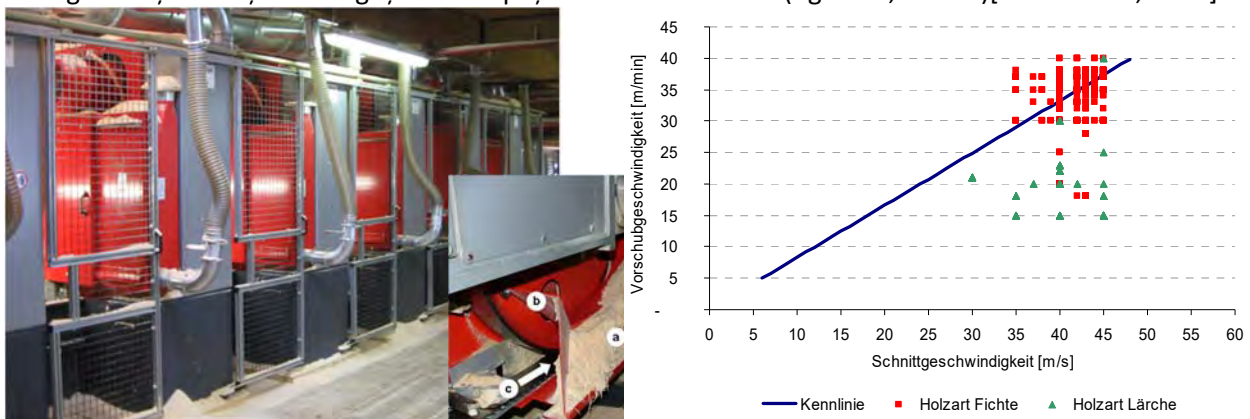 b
a
c
Vorschubgeschwindigkeit [m/min]
45
40
35
30
25
20
15
10
5
-
0 5 10 15 20 25 30 35 40 45 50 55 60
Schnittgeschwindigkeit [m/s]
Kennlinie Holzart Fichte Holzart Lärche